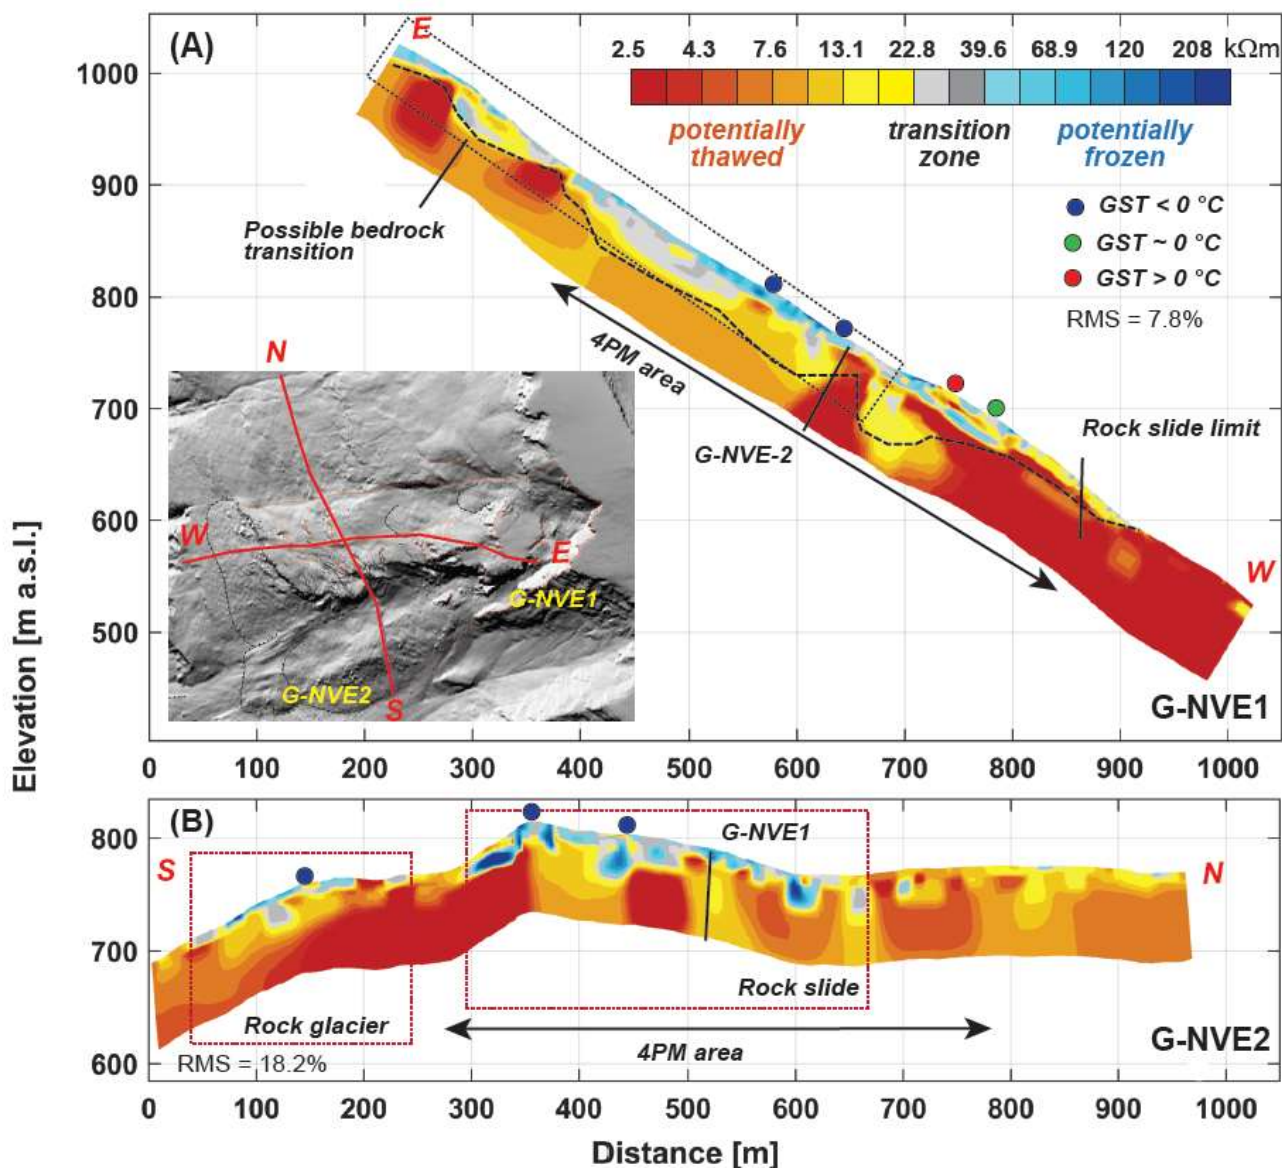 (A)
E
2.5 4.3 7.6 13.1 22.8 39.6 68.9 120 208 kΩm
potentially
thawed
transition
zone
potentially
frozen
GST < 0 °C
GST ~ 0 °C
GST > 0 °C
RMS = 7.8%
Possible bedrock
transition
4PM area
G-NVE-2
Rock slide limit
W
G-NVE1
N
W
E
G-NVE1
G-NVE2
S
1000
900
800
700
600
500
Elevation [m a.s.l.]
0 100 200 300 400 500 600 700 800 900 1000
(B)
S
G-NVE1
N
Rock slide
Rock glacier
4PM area
G-NVE2
RMS = 18.2%
800
700
600
0 100 200 300 400 500 600 700 800 900 1000
Distance [m]